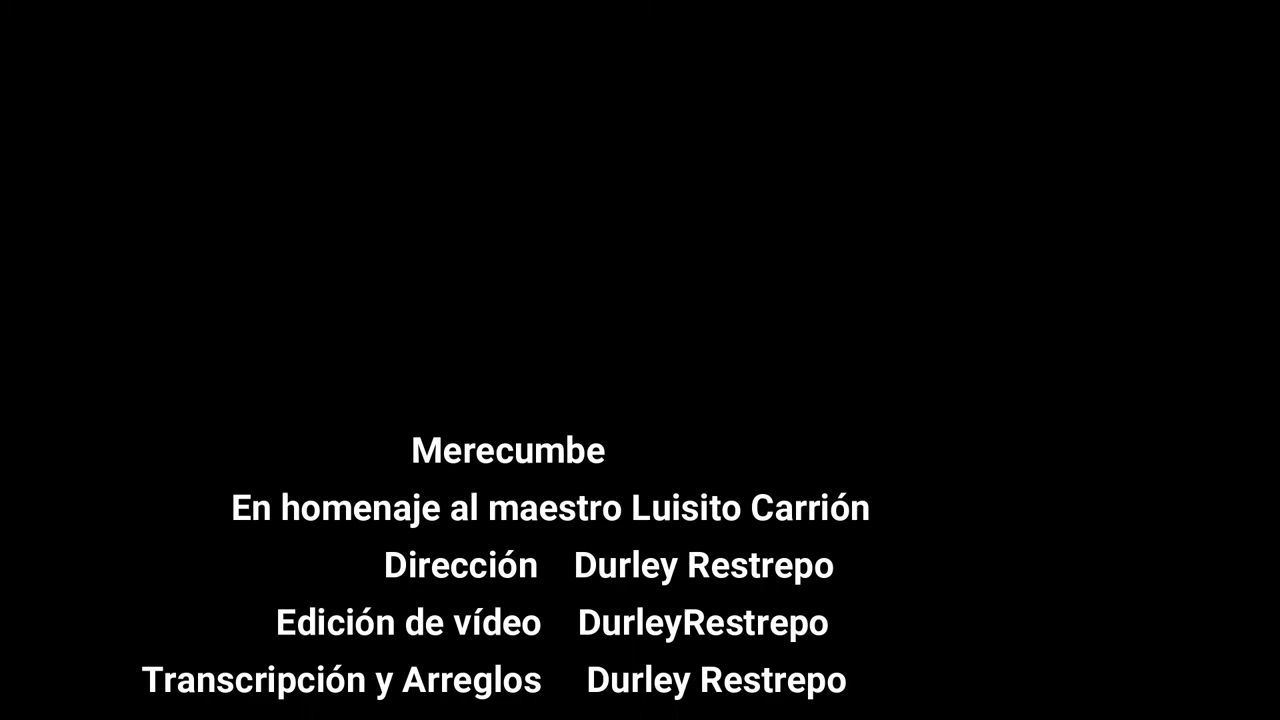 Merecumbe
En homenaje al maestro Luisito Carrión
Dirección Durley Restrepo
Edición de vídeo DurleyRestrepo
Transcripción y Arreglos Durley Restrepo